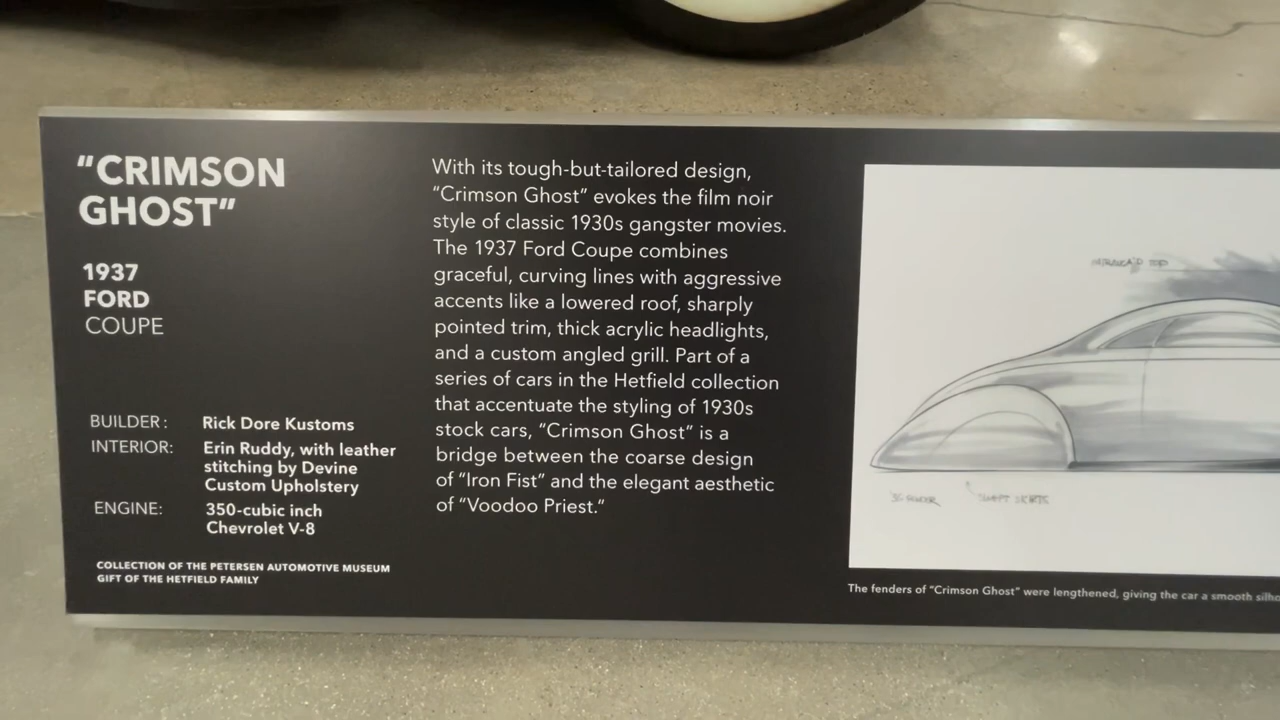 “CRIMSON
GHOST”
1937
FORD
COUPE
BUILDER: Rick Dore Kustoms
INTERIOR: Erin Ruddy, with leather
stitching by Devine
Custom Upholstery
ENGINE: 350-cubic inch
Chevrolet V-8
COLLECTION OF THE PETERSEN AUTOMOTIVE MUSEUM
GIFT OF THE HETFIELD FAMILY
With its tough-but-tailored design,
“Crimson Ghost” evokes the film noir
style of classic 1930s gangster movies.
The 1937 Ford Coupe combines
graceful, curving lines with aggressive
accents like a lowered roof, sharply
pointed trim, thick acrylic headlights,
and a custom angled grill. Part of a
series of cars in the Hetfield collection
that accentuate the styling of 1930s
stock cars, “Crimson Ghost” is a
bridge between the coarse design
of “Iron Fist” and the elegant aesthetic
of “Voodoo Priest.”
TOP
SKIRTS
The fenders of “Crimson Ghost” were lengthened, giving the car a smooth